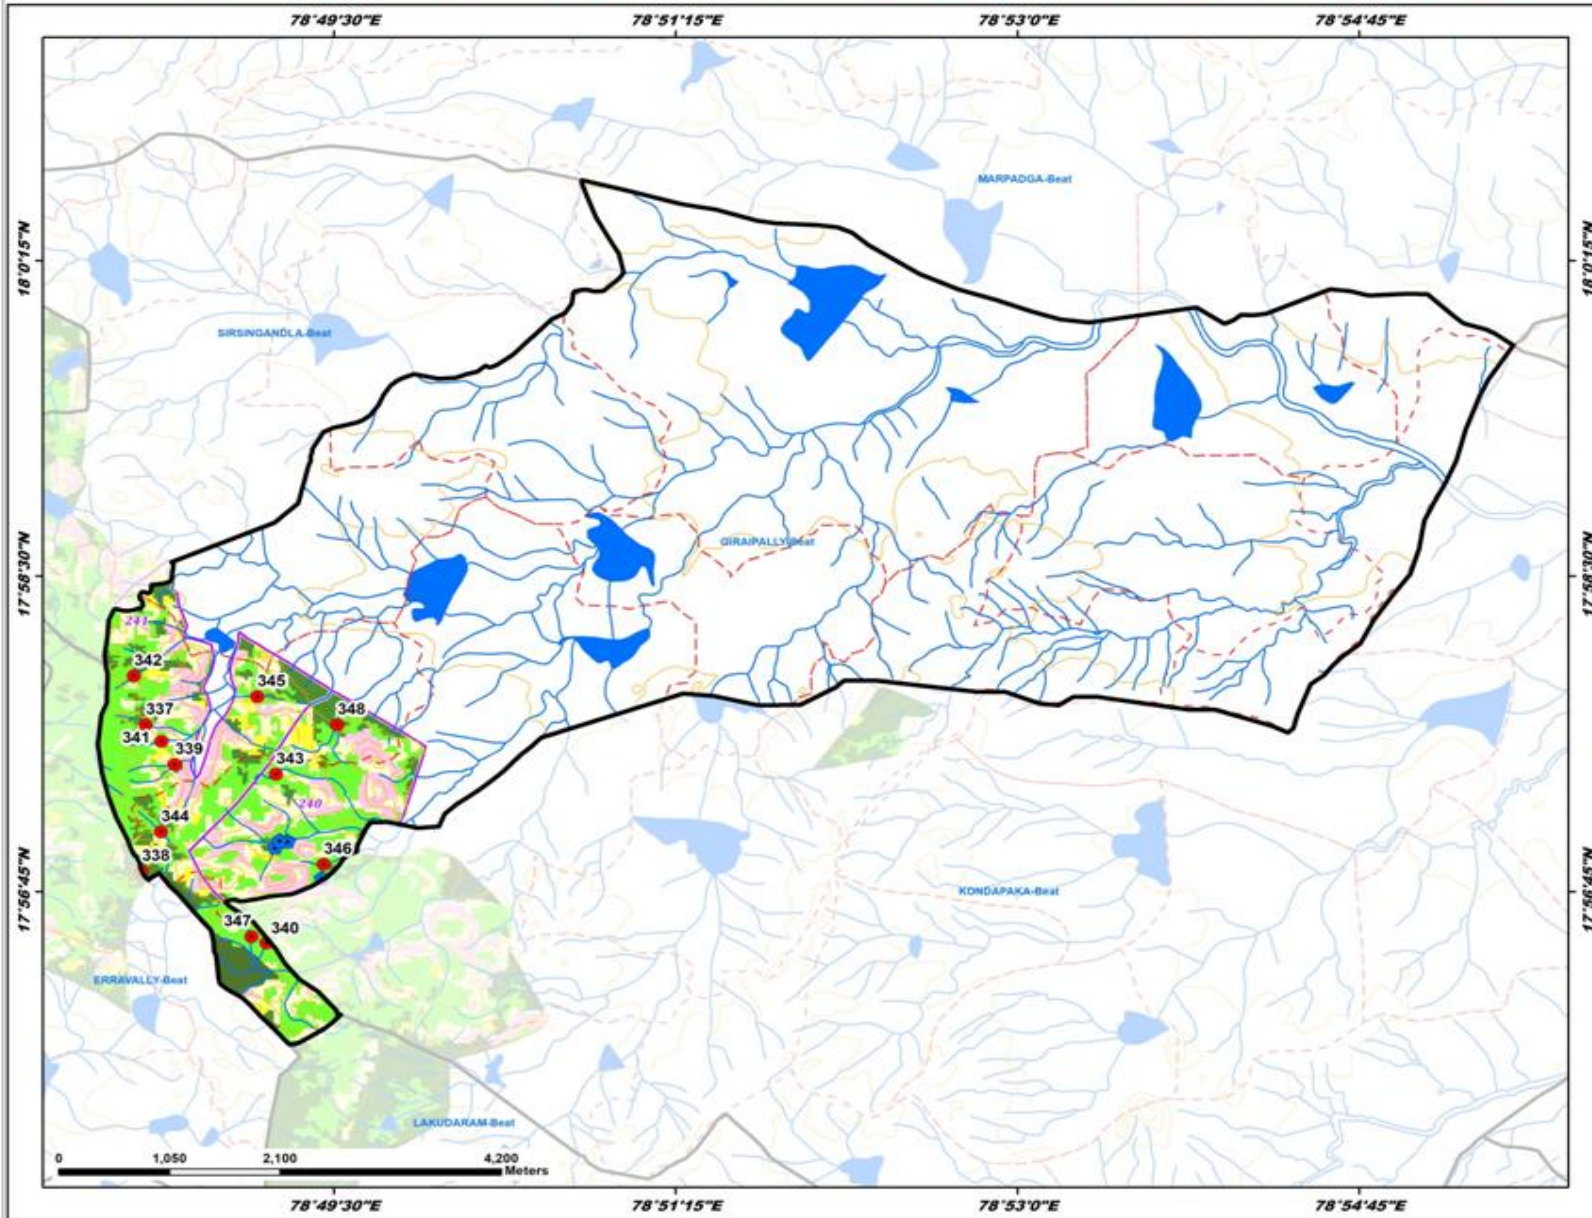 78°49'30"E 78°51'15"E 78°53'0"E 78°54'45"E
MARPADGA-Beat
18°0'15"N 18°0'15"N
SIRSINGANDLA-Beat
GIRAIPALLY-Beat
17°58'30"N 17°58'30"N
241
342
345
337 348
341
339
343
240
344
338 346
17°56'45"N 17°56'45"N
KONDAPAKA-Beat
347 340
ERRAVALLY-Beat
LAKUDARAM-Beat
0 1,050 2,100 4,200
Meters
78°49'30"E 78°51'15"E 78°53'0"E 78°54'45"E